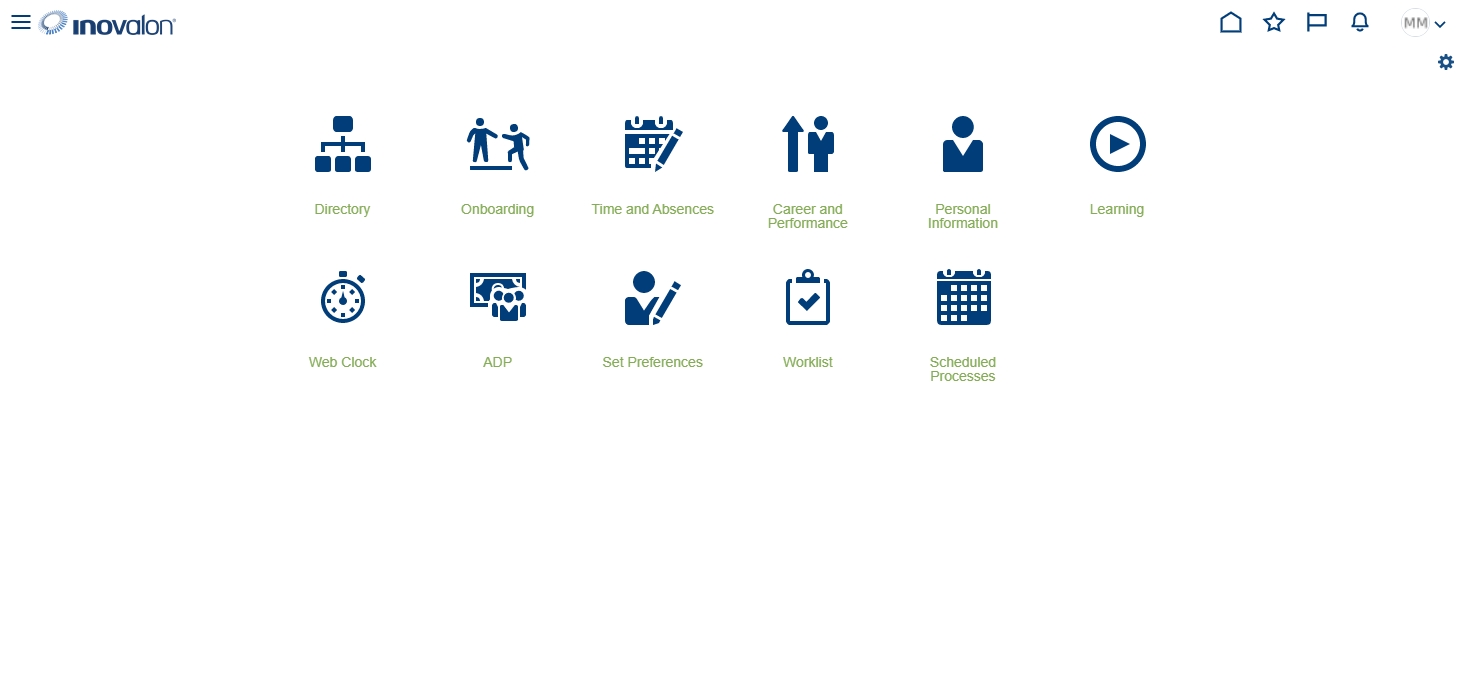 inovalon®
MM
Directory
Onboarding
Time and Absences
Career and
Performance
Personal
Information
Learning
Web Clock
ADP
Set Preferences
Worklist
Scheduled
Processes